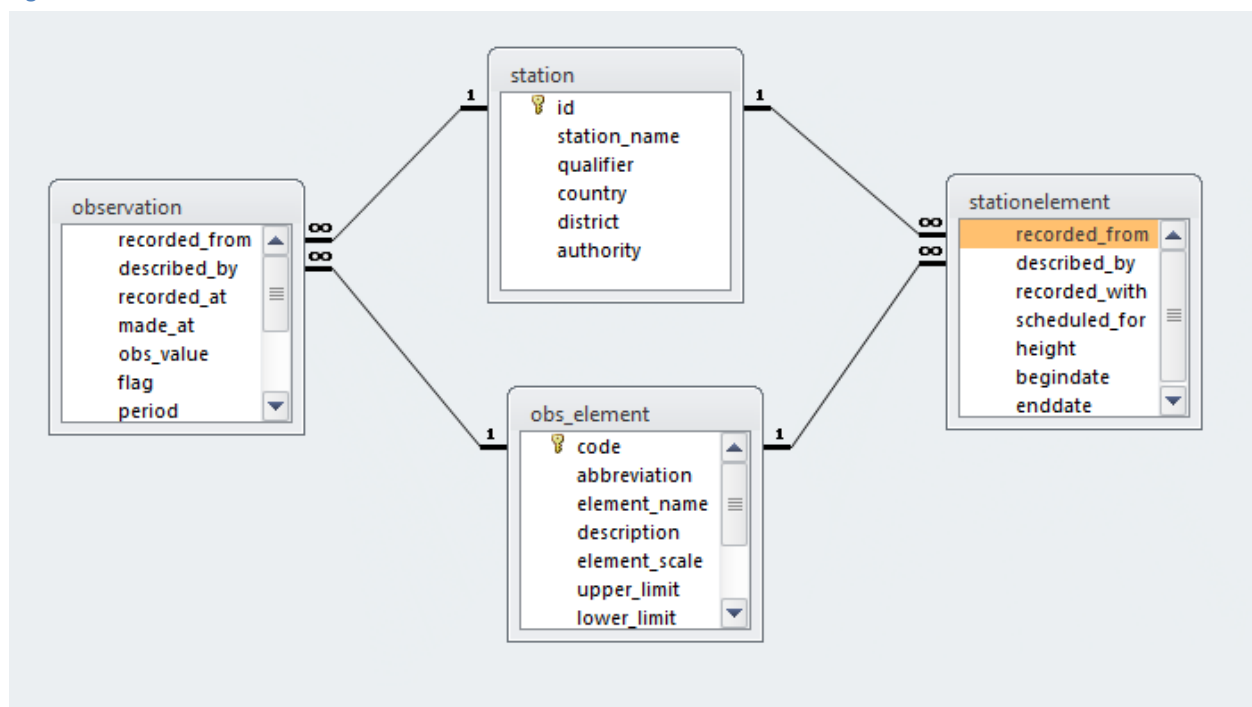 station
id
station_name
qualifier
country
district
authority
observation
recorded_from
described_by
recorded_at
made_at
obs_value
flag
period
stationelement
recorded_from
described_by
recorded_with
scheduled_for
height
begindate
enddate
obs_element
code
abbreviation
element_name
description
element_scale
upper_limit
lower_limit
1
1
∞
∞
∞
∞
1
1